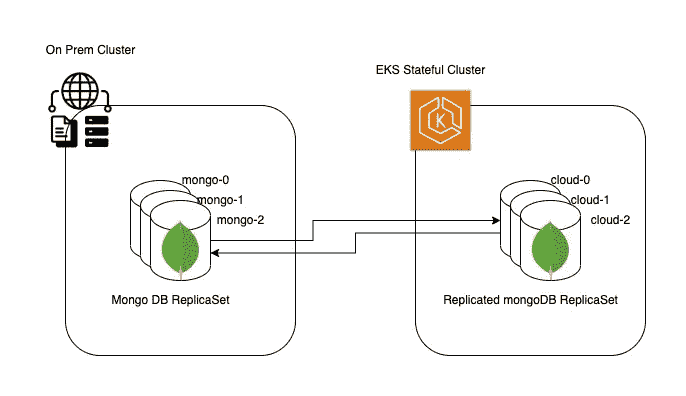 On Prem Cluster
EKS Stateful Cluster
K
mongo-0
mongo-1
mongo-2
cloud-0
cloud-1
cloud-2
Mongo DB ReplicaSet
Replicated mongoDB ReplicaSet